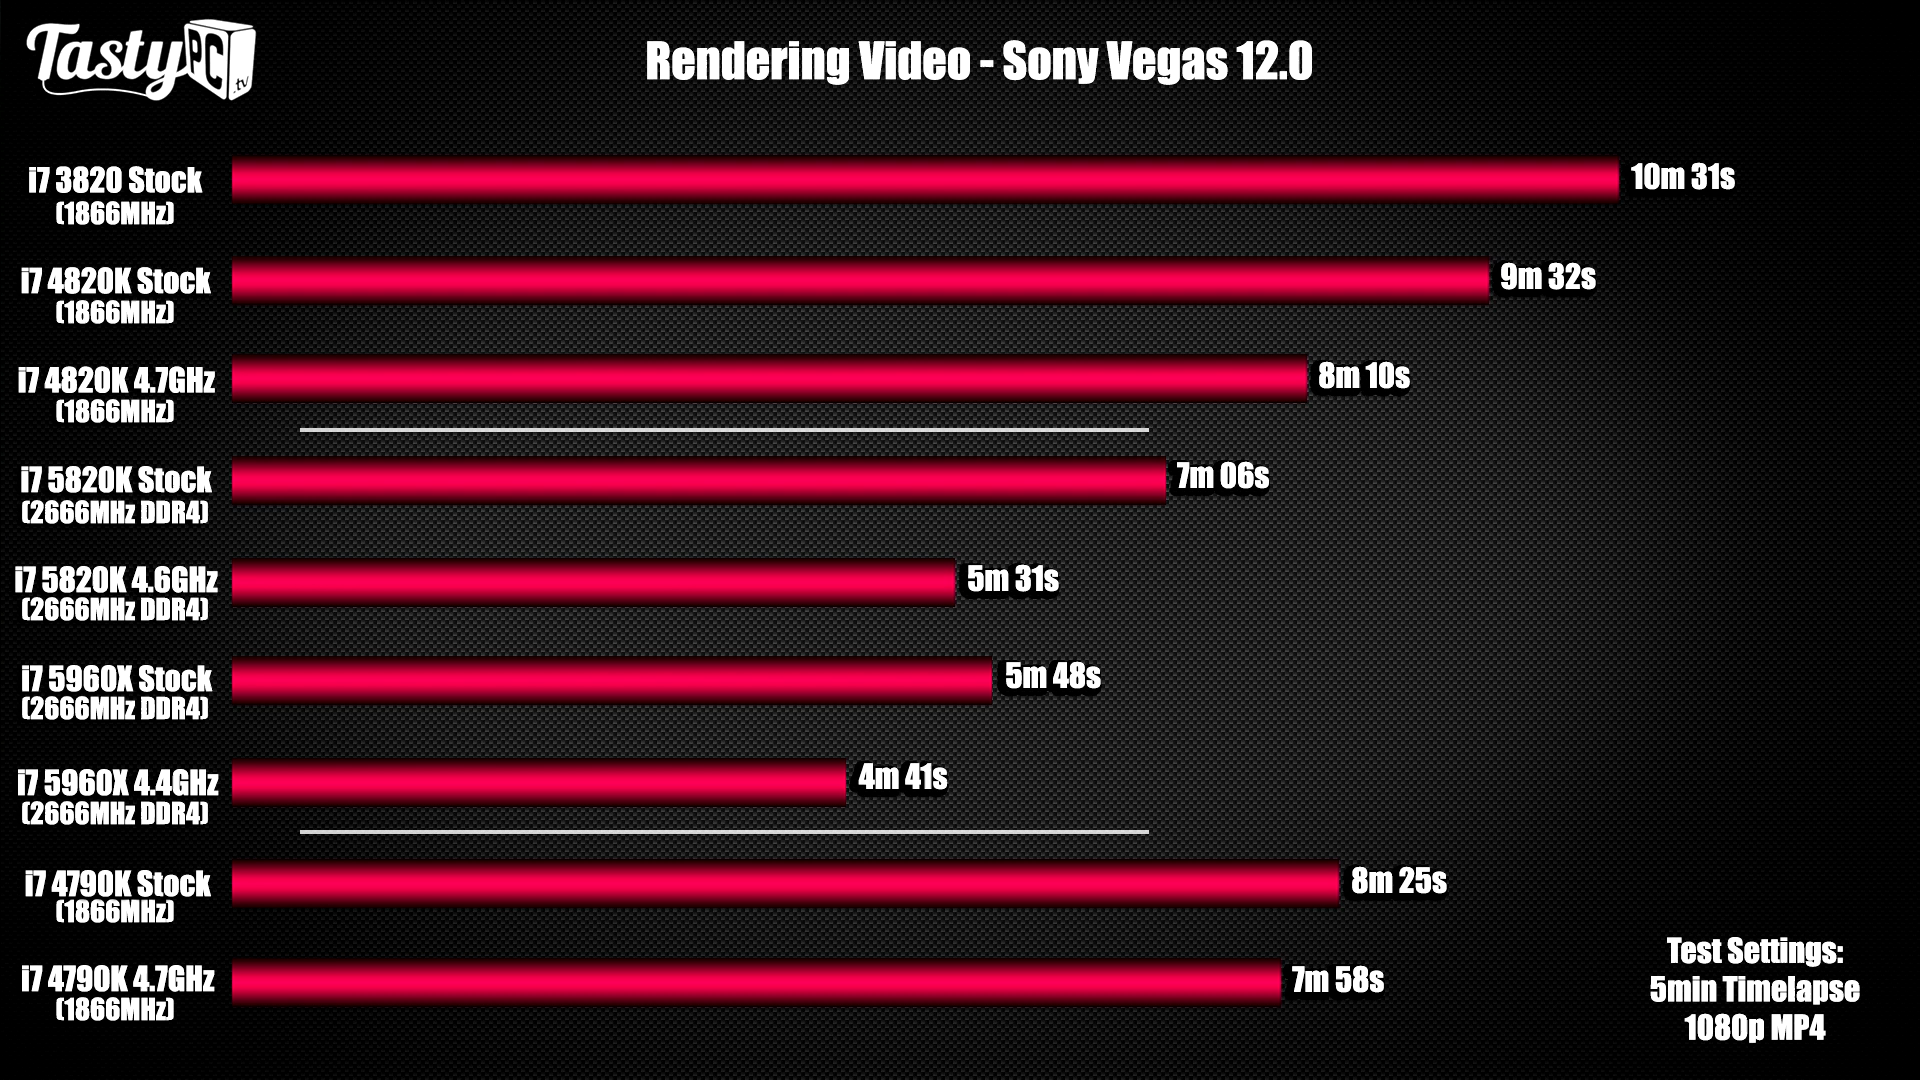 TastyPC.tv
Rendering Video - Sony Vegas 12.0
i7 3820 Stock
(1866MHz)
10m 31s
i7 4820K Stock
(1866MHz)
9m 32s
i7 4820K 4.7GHz
(1866MHz)
8m 10s
i7 5820K Stock
(2666MHz DDR4)
7m 06s
i7 5820K 4.6GHz
(2666MHz DDR4)
5m 31s
i7 5960X Stock
(2666MHz DDR4)
5m 48s
i7 5960X 4.4GHz
(2666MHz DDR4)
4m 41s
i7 4790K Stock
(1866MHz)
8m 25s
i7 4790K 4.7GHz
(1866MHz)
7m 58s
Test Settings:
5min Timelapse
1080p MP4